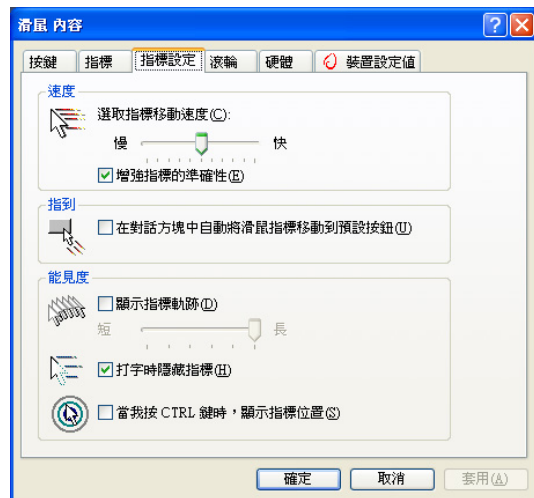 滑鼠 內容
按鍵 指標 指標設定 滾輪 硬體 裝置設定値
速度
選取指標移動速度(C):
慢 快
增強指標的準確性(E)
指到
在對話方塊中自動將滑鼠指標移動到預設按鈕(U)
能見度
顯示指標軌跡(D)
短 長
打字時隱藏指標(H)
當我按 CTRL 鍵時，顯示指標位置(S)
確定 取消 套用(A)